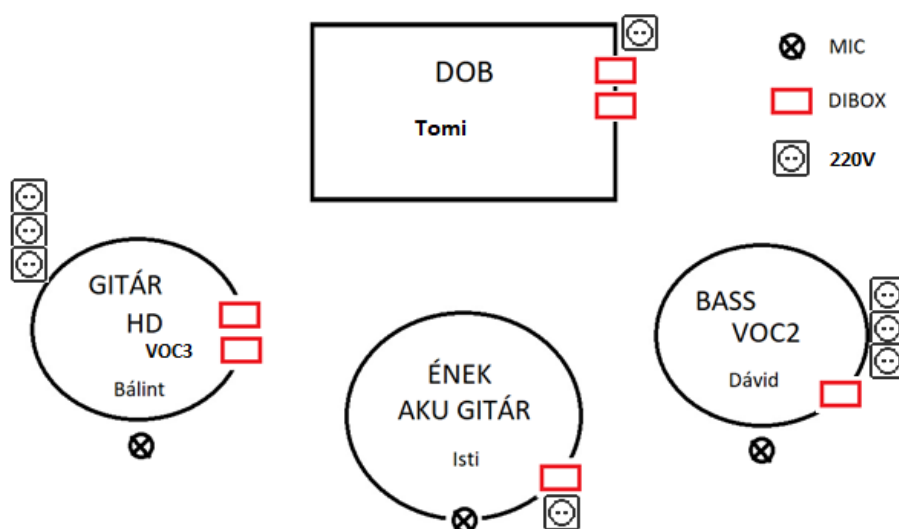 DOB
Tomi
MIC
DIBOX
220V
GITÁR
HD
VOC3
Bálint
ÉNEK
AKU GITÁR
Isti
BASS
VOC2
Dávid